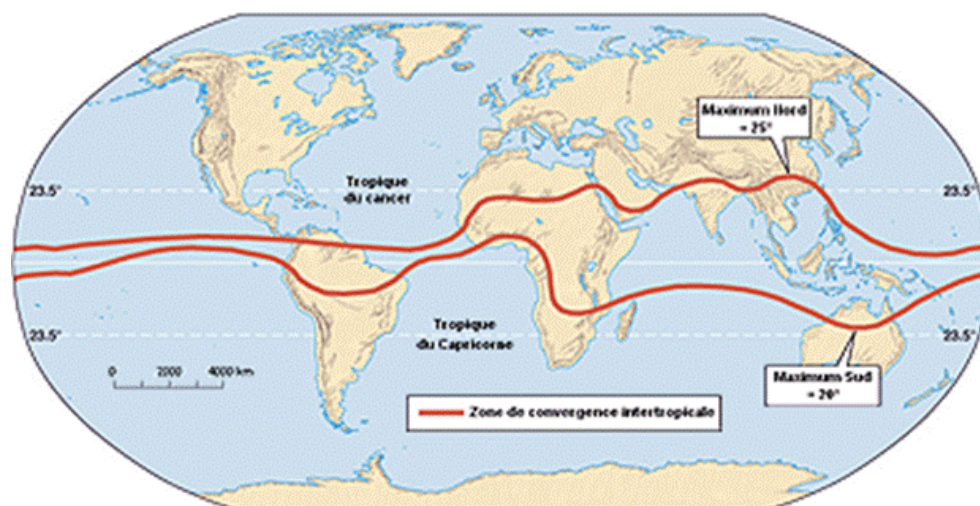 Maximum Nord
= 25°
23.5°
Tropique
du cancer
23.5°
23.5°
Tropique
du Capricorne
23.5°
0 2000 4000 km
Maximum Sud
= 20°
Zone de convergence intertropicale